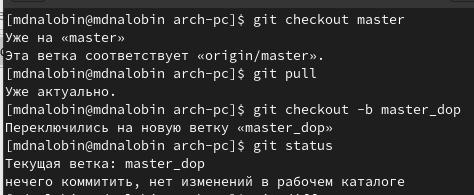 [mdnalobin@mdnalobin arch-pc]$ git checkout master
Уже на «master»
Эта ветка соответствует «origin/master».
[mdnalobin@mdnalobin arch-pc]$ git pull
Уже актуально.
[mdnalobin@mdnalobin arch-pc]$ git checkout -b master_dop
Переключились на новую ветку «master_dop»
[mdnalobin@mdnalobin arch-pc]$ git status
Текущая ветка: master_dop
нечего коммитить, нет изменений в рабочем каталоге